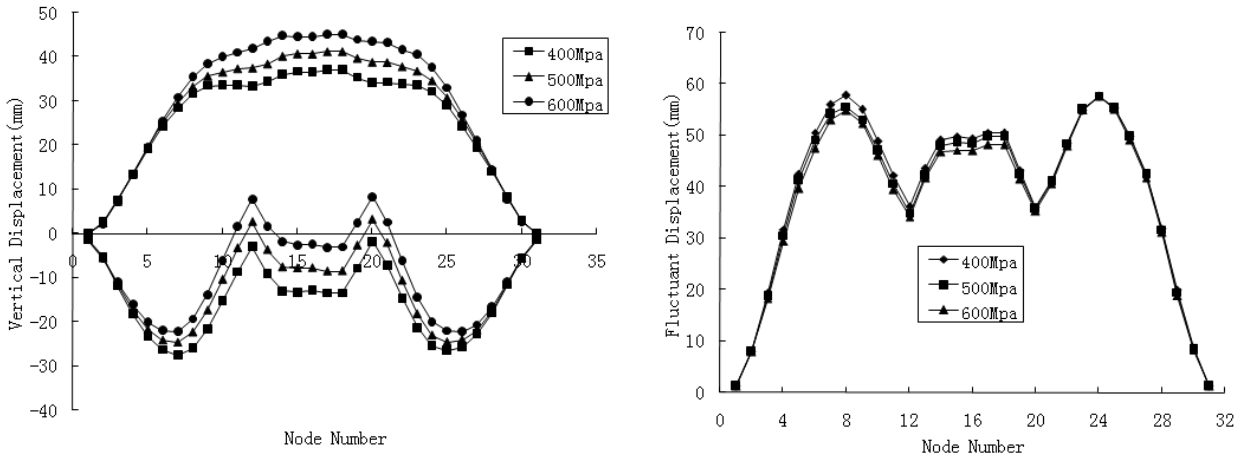 50
40
30
20
10
0
-10
-20
-30
-40
0 5 10 15 20 25 30 35
Vertical Displacement(mm)
Node Number
400Mpa
500Mpa
600Mpa
70
60
50
40
30
20
10
0
0 4 8 12 16 20 24 28 32
Fluctuant Displacement(mm)
Node Number
400Mpa
500Mpa
600Mpa